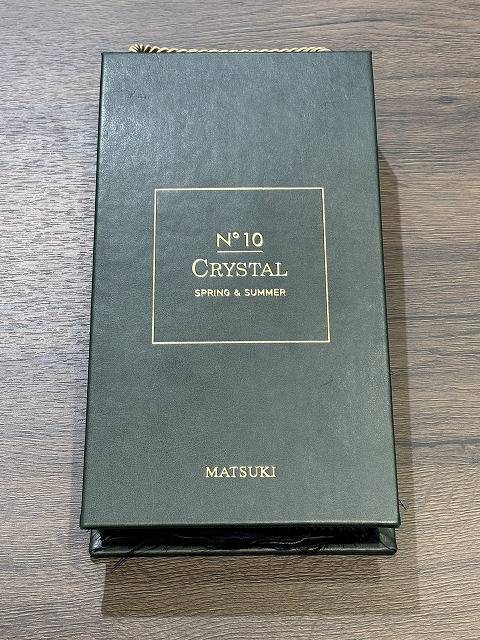 N° 10
CRYSTAL
SPRING & SUMMER
MATSUKI